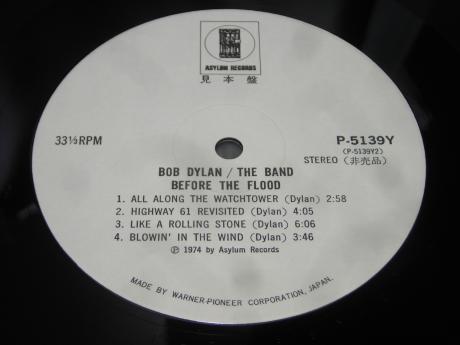 ASYLUM RECORDS
見本盤
33⅓RPM
P-5139Y
(P-5139Y2)
STEREO (非売品)
BOB DYLAN / THE BAND
BEFORE THE FLOOD
1. ALL ALONG THE WATCHTOWER (Dylan) 2:58
2. HIGHWAY 61 REVISITED (Dylan) 4:05
3. LIKE A ROLLING STONE (Dylan) 6:06
4. BLOWIN' IN THE WIND (Dylan) 3:46
Ⓟ 1974 by Asylum Records
MADE BY WARNER-PIONEER CORPORATION, JAPAN.